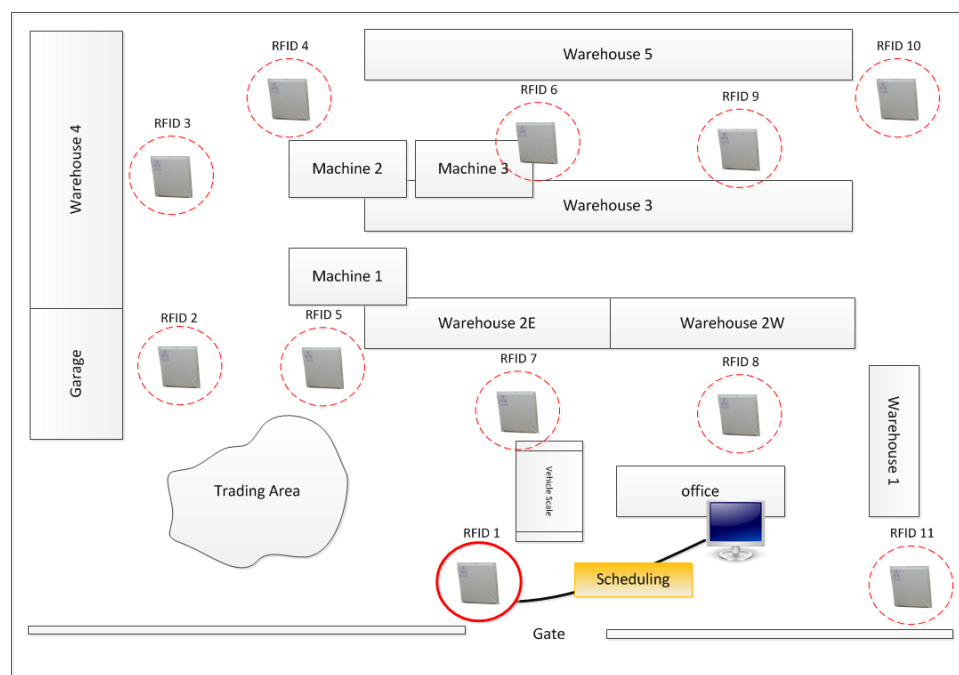 RFID 4
Warehouse 5
RFID 10
RFID 6
RFID 9
RFID 3
Warehouse 4
Machine 2
Machine 3
Warehouse 3
Machine 1
RFID 2
RFID 5
Warehouse 2E
Warehouse 2W
Garage
RFID 7
RFID 8
Warehouse 1
Trading Area
Vehicle Scale
office
RFID 1
RFID 11
Scheduling
Gate